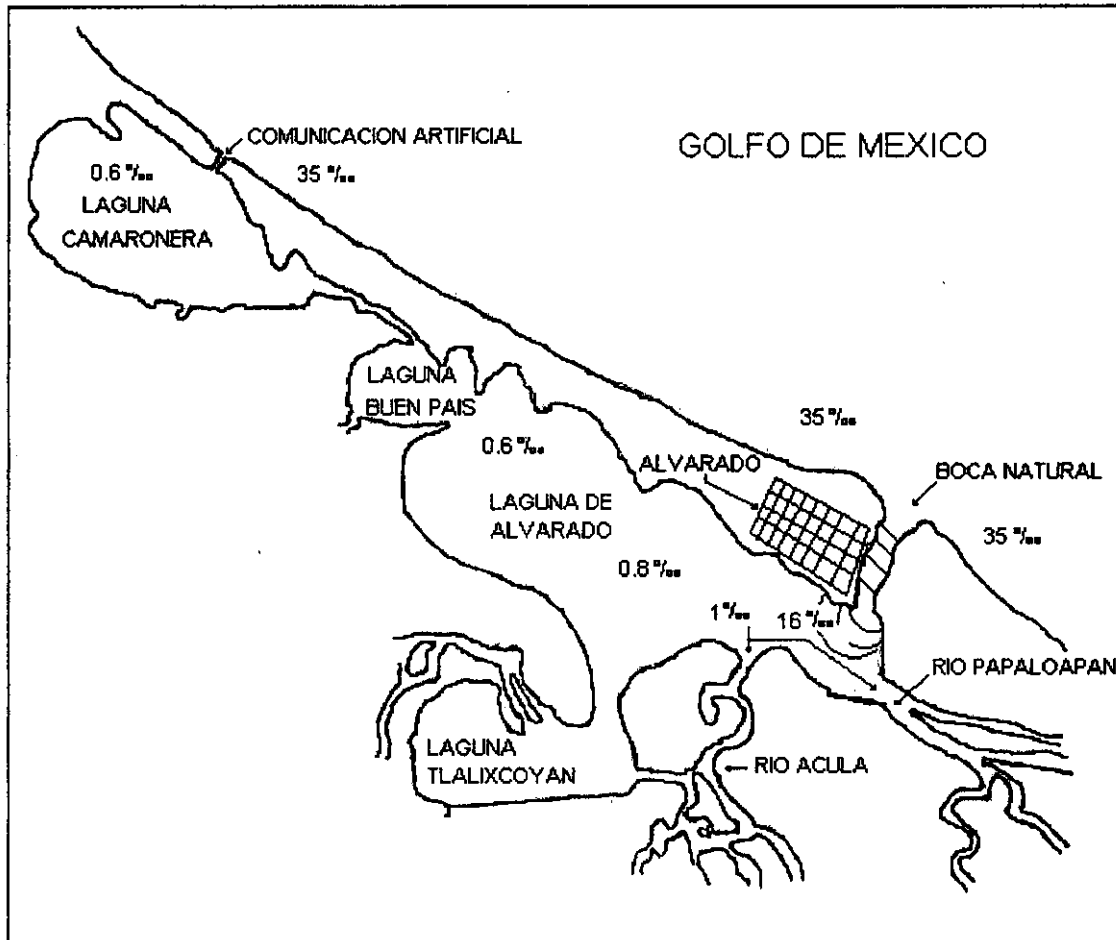 COMUNICACION ARTIFICIAL
GOLFO DE MEXICO
0.6 °/..
35 °/..
LAGUNA
CAMARONERA
LAGUNA
BUEN PAIS
35 °/..
0.6 °/..
ALVARADO
BOCA NATURAL
LAGUNA DE
ALVARADO
35 °/..
0.8 °/..
1 °/..
16 °/..
RIO PAPALOAPAN
LAGUNA
TLALIXCOYAN
RIO ACULA